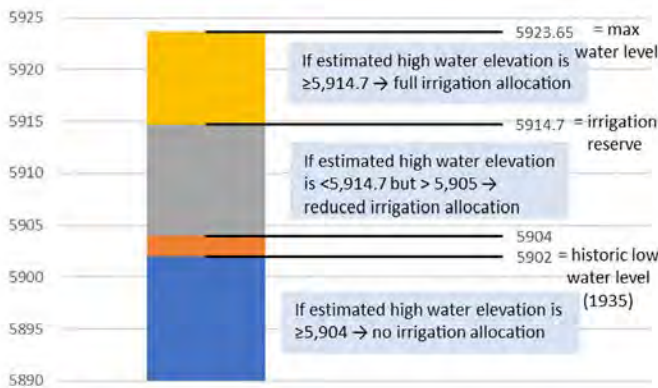 5925
5923.65 = max
water level
5920
If estimated high water elevation is
≥5,914.7 → full irrigation allocation
5915
5914.7 = irrigation
reserve
5910
If estimated high water elevation
is <5,914.7 but > 5,905 →
reduced irrigation allocation
5905
5904
5902 = historic low
water level
(1935)
5900
If estimated high water elevation is
≥5,904 → no irrigation allocation
5895
5890